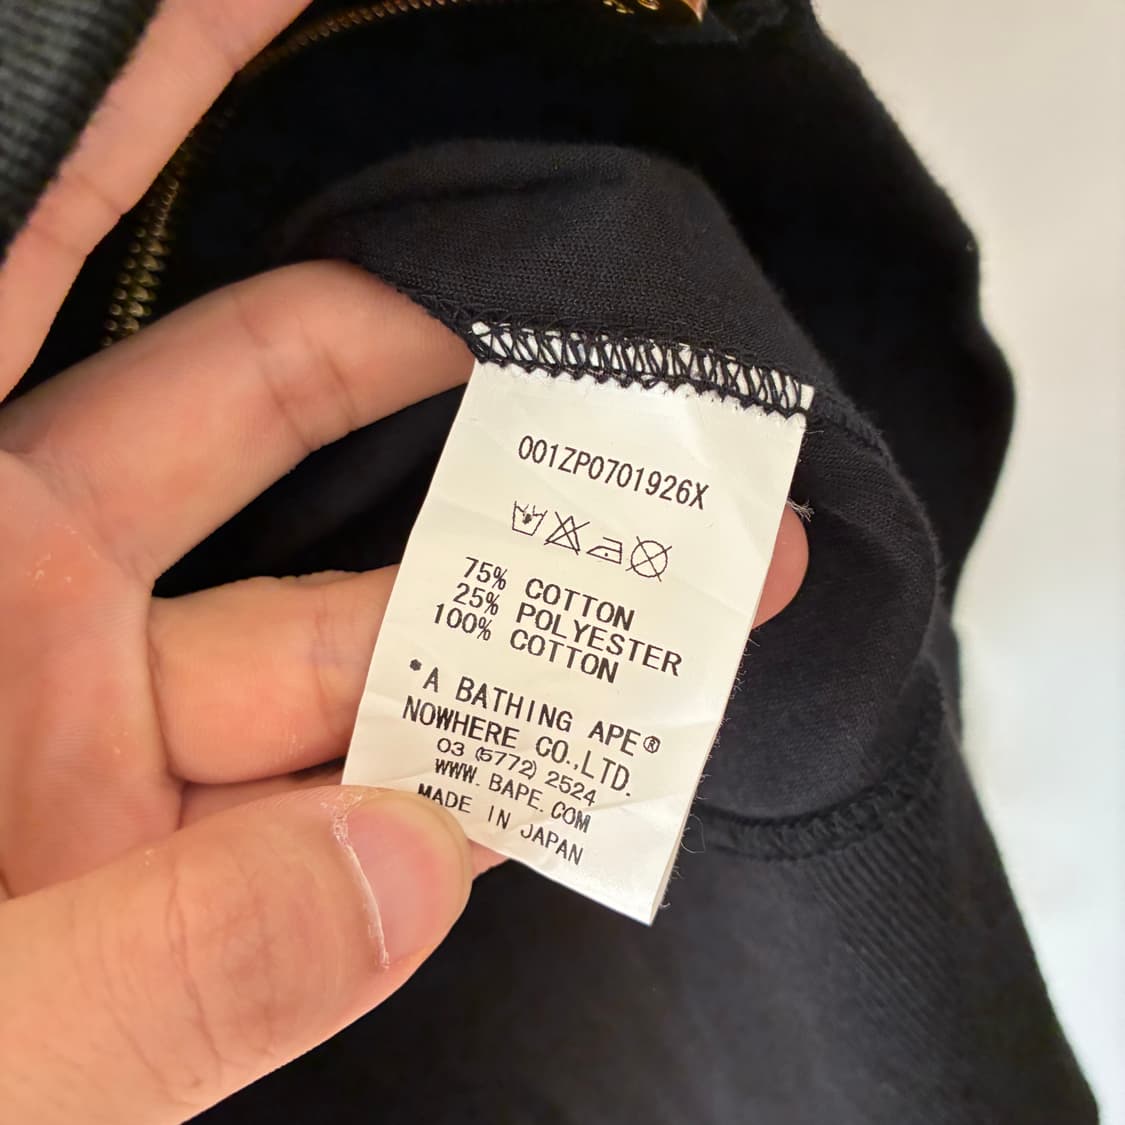 001ZP0701926X
75% COTTON
25% POLYESTER
100% COTTON
*A BATHING APE®
NOWHERE CO.,LTD.
03 (5772) 2524
WWW. BAPE. COM
MADE IN JAPAN